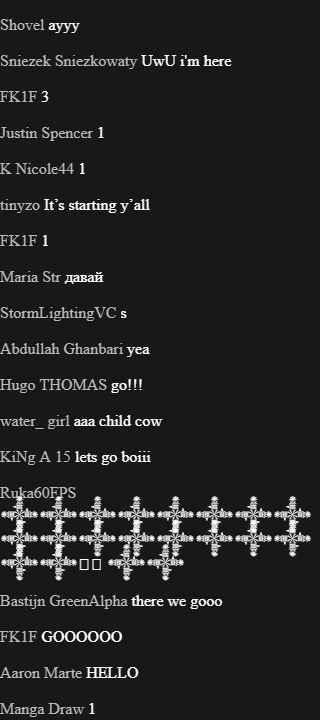 Shovel ayyy
Sniezek Sniezkowaty UwU i'm here
FK1F 3
Justin Spencer 1
K Nicole44 1
tinyzo It’s starting y’all
FK1F 1
Maria Str давай
StormLightingVC s
Abdullah Ghanbari yea
Hugo THOMAS go!!!
water_ girl aaa child cow
KiNg A 15 lets go boiii
Ruka60FPS
Bastijn GreenAlpha there we gooo
FK1F GOOOOOO
Aaron Marte HELLO
Manga Draw 1